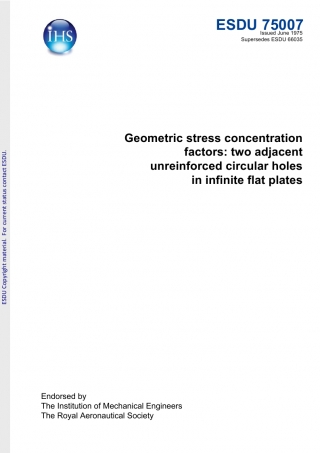 IHS
ESDU 75007
Issued June 1975
Supersedes ESDU 66035
Geometric stress concentration
factors: two adjacent
unreinforced circular holes
in infinite flat plates
ESDU Copyright material. For current status contact ESDU.
Endorsed by
The Institution of Mechanical Engineers
The Royal Aeronautical Society